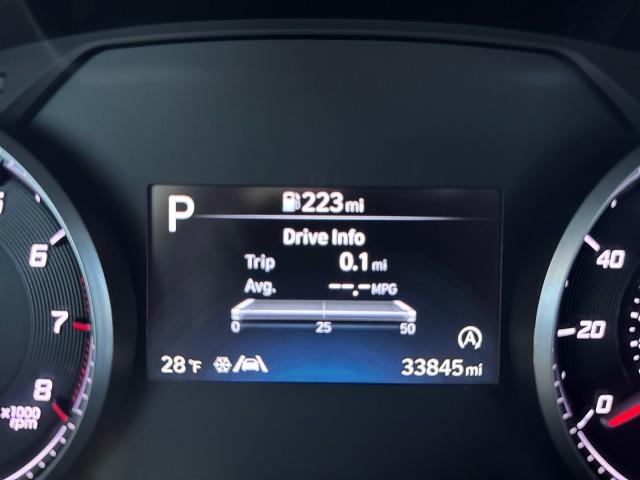 P 223 mi
Drive Info
Trip 0.1 mi
Avg. --.- MPG
0 25 50
A
28°F 33845 mi
6
7
8
x1000
rpm
40
20
0